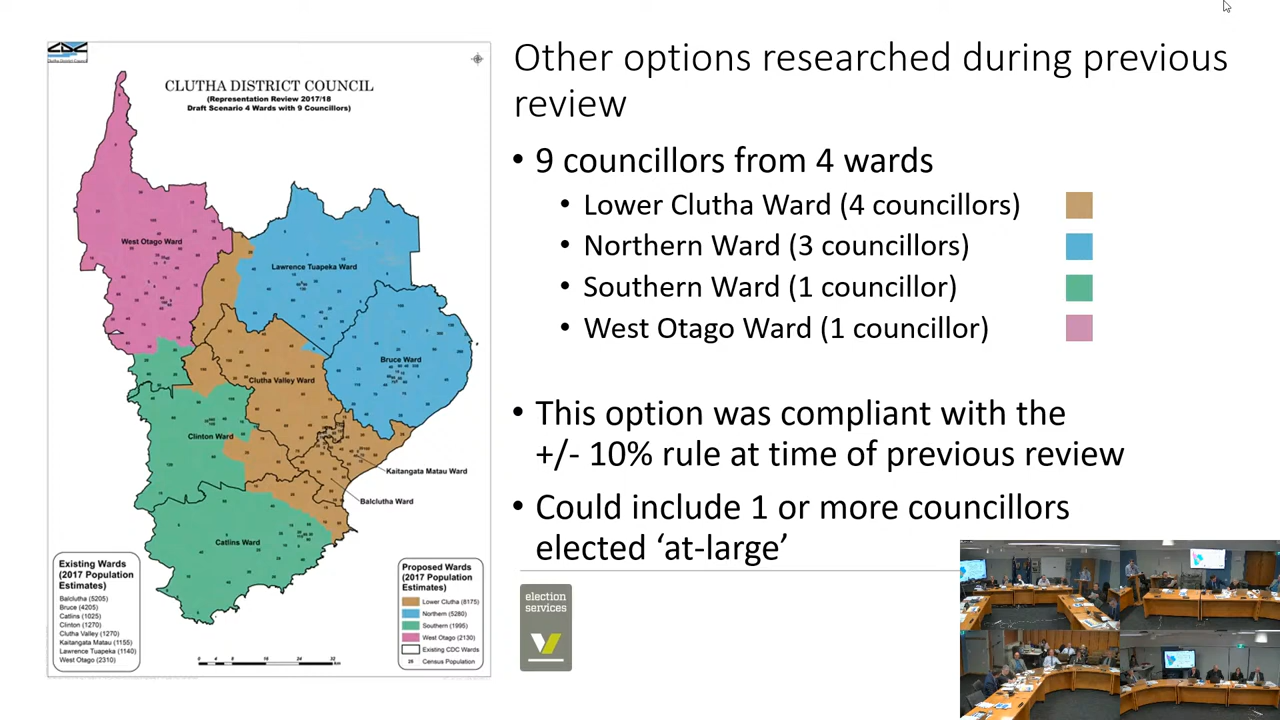 Other options researched during previous
review
• 9 councillors from 4 wards
• Lower Clutha Ward (4 councillors)
• Northern Ward (3 councillors)
• Southern Ward (1 councillor)
• West Otago Ward (1 councillor)
• This option was compliant with the
+/- 10% rule at time of previous review
• Could include 1 or more councillors
elected ‘at-large’
election
services
CLUTHA DISTRICT COUNCIL
(Representation Review 2017/18
Draft Scenario 4 Wards with 9 Councillors)
West Otago Ward
Lawrence Tuapeka Ward
Bruce Ward
Clutha Valley Ward
Clinton Ward
Kaitangata Matau Ward
Balclutha Ward
Catlins Ward
Existing Wards
(2017 Population
Estimates)
Balclutha (5205)
Bruce (4205)
Catlins (1025)
Clinton (1270)
Clutha Valley (1270)
Kaitangata Matau (1155)
Lawrence Tuapeka (1140)
West Otago (2310)
Proposed Wards
(2017 Population
Estimates)
Lower Clutha (8175)
Northern (5280)
Southern (1995)
West Otago (2130)
Existing CDC Wards
Census Population